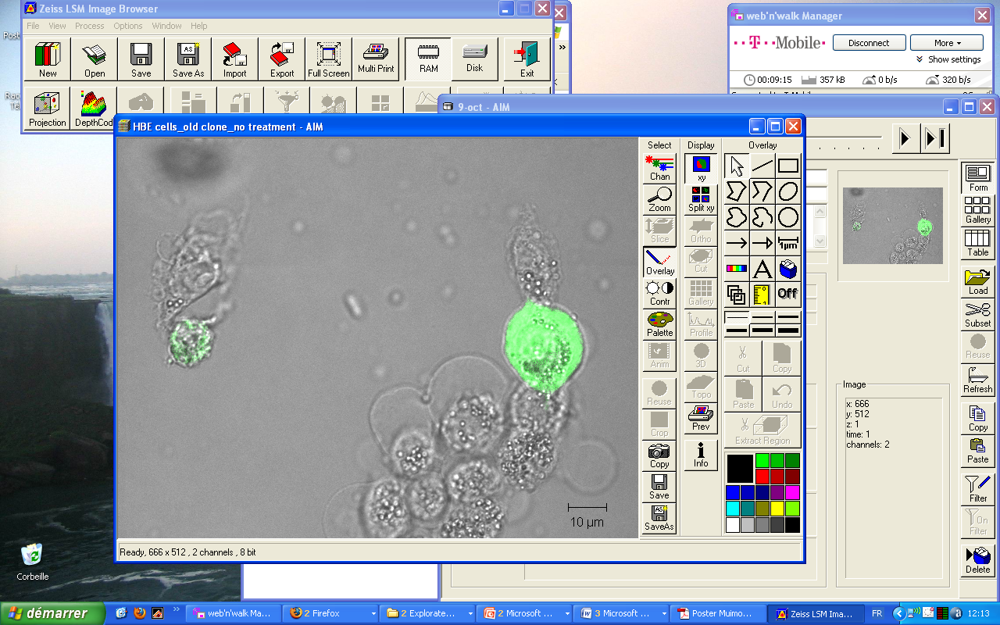 Zeiss LSM Image Browser
File View Process Options Window Help
New Open Save Save As Import Export Full Screen Multi Print RAM Disk Exit
Projection DepthCod
web'n'walk Manager
T··Mobile·
Disconnect
More
Show settings
00:09:15 357 kB 0 b/s 320 b/s
9-oct - AIM
HBE cells_old clone_no treatment - AIM
Select Display Overlay
Chan xy
Zoom Split xy
Slice Ortho
1µm
Overlay Cut
A
Contr Gallery
Off
Palette Profile
Anim 3D
Cut Copy
Reuse Topo
Paste Undo
Crop Prev
Extract Region
Copy Info
Save
SaveAs
10 µm
Ready, 666 x 512 , 2 channels , 8 bit
Form
Gallery
Table
Load
Subset
Reuse
Refresh
Copy
Paste
Filter
On
Filter
Delete
Image
x: 666
y: 512
z: 1
time: 1
channels: 2
Corbeille
démarrer
web'n'walk Ma...
2 Firefox
2 Explorate...
2 Microsoft ...
3 Microsoft ...
Poster Muimo...
Zeiss LSM Ima...
FR
12:13